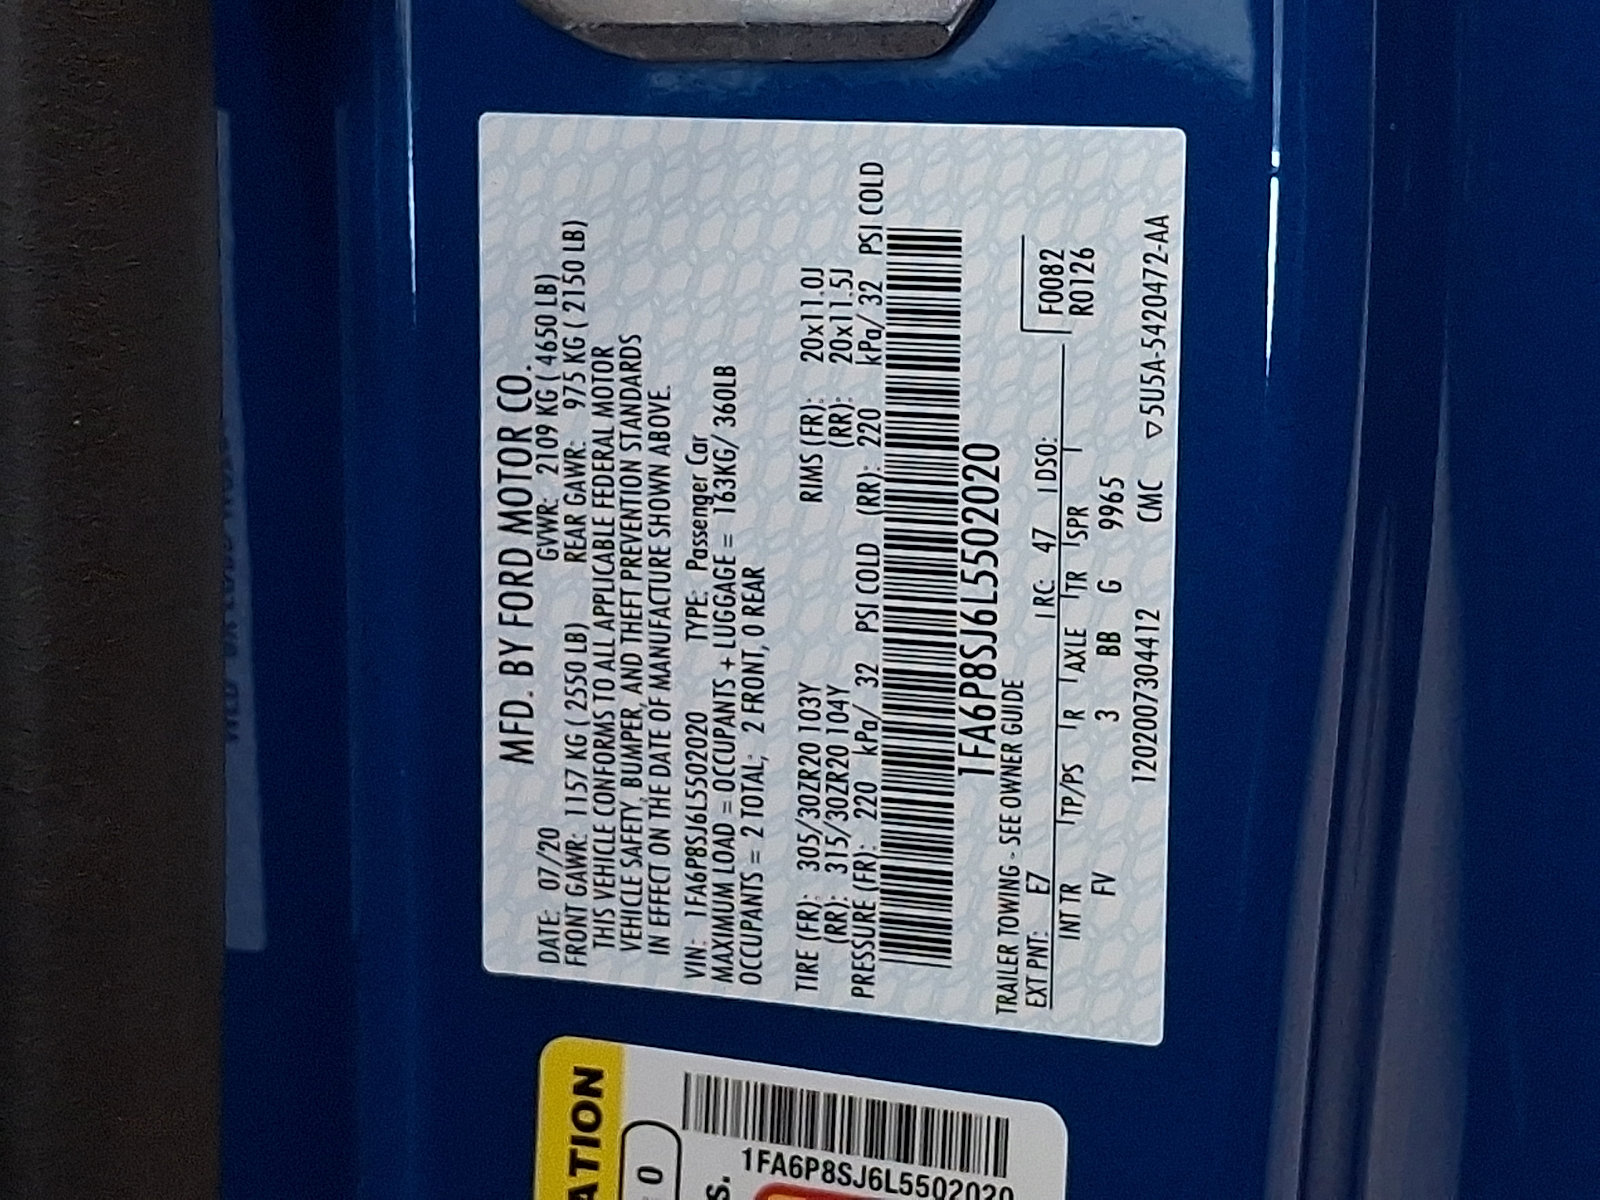 MFD. BY FORD MOTOR CO.
DATE: 07/20 GVWR: 2109 KG ( 4650 LB)
FRONT GAWR: 1157 KG ( 2550 LB) REAR GAWR: 975 KG ( 2150 LB)
THIS VEHICLE CONFORMS TO ALL APPLICABLE FEDERAL MOTOR
VEHICLE SAFETY, BUMPER, AND THEFT PREVENTION STANDARDS
IN EFFECT ON THE DATE OF MANUFACTURE SHOWN ABOVE.
VIN: 1FA6P8SJ6L5502020 TYPE: Passenger Car
MAXIMUM LOAD = OCCUPANTS + LUGGAGE = 163KG/ 360LB
OCCUPANTS = 2 TOTAL; 2 FRONT, 0 REAR
TIRE (FR): 305/30ZR20 103Y RIMS (FR): 20x11.0J
(RR): 315/30ZR20 104Y (RR): 20x11.5J
PRESSURE (FR): 220 kPa/ 32 PSI COLD (RR): 220 kPa/ 32 PSI COLD
1FA6P8SJ6L5502020
TRAILER TOWING - SEE OWNER GUIDE
EXT PNT: E7 RC: 47 DSO: F0082
R0126
INT TR TP/PS R AXLE TR SPR
FV 3 BB G 9965
1202007304412 CMC ▽5U5A-5420472-AA
ATION
0
S.
1FA6P8SJ6L5502020